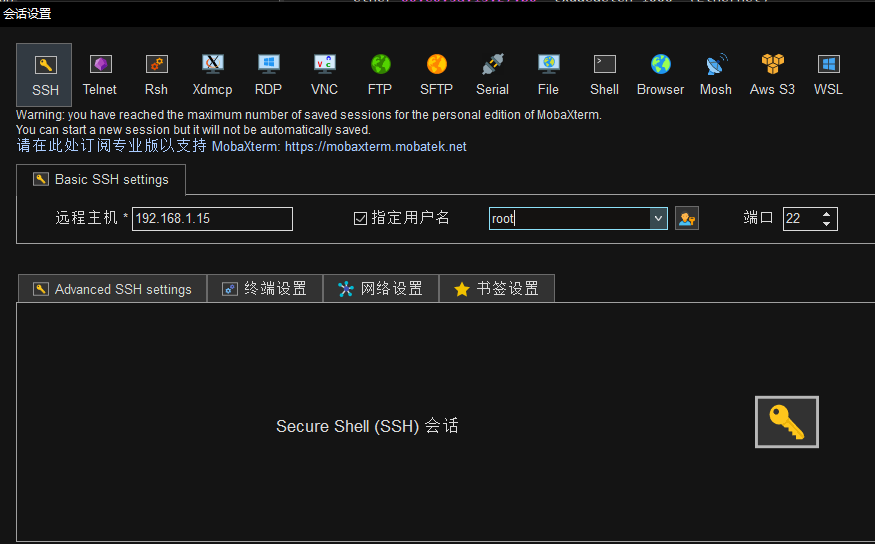 会话设置
SSH Telnet Rsh Xdmcp RDP VNC FTP SFTP Serial File Shell Browser Mosh Aws S3 WSL
Warning: you have reached the maximum number of saved sessions for the personal edition of MobaXterm.
You can start a new session but it will not be automatically saved.
请在此处订阅专业版以支持 MobaXterm: https://mobaxterm.mobatek.net
Basic SSH settings
远程主机 * 192.168.1.15 指定用户名 root 端口 22
Advanced SSH settings 终端设置 网络设置 书签设置
Secure Shell (SSH) 会话